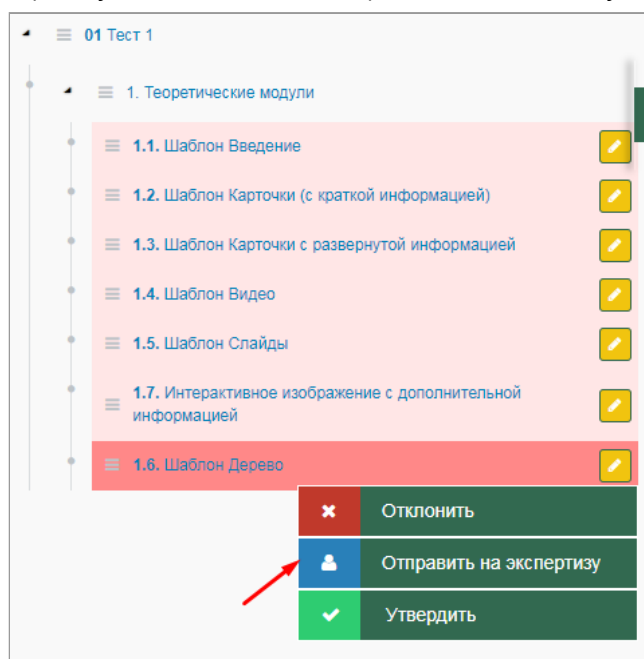 01 Тест 1
1. Теоретические модули
1.1. Шаблон Введение
1.2. Шаблон Карточки (с краткой информацией)
1.3. Шаблон Карточки с развернутой информацией
1.4. Шаблон Видео
1.5. Шаблон Слайды
1.7. Интерактивное изображение с дополнительной
информацией
1.6. Шаблон Дерево
Отклонить
Отправить на экспертизу
Утвердить